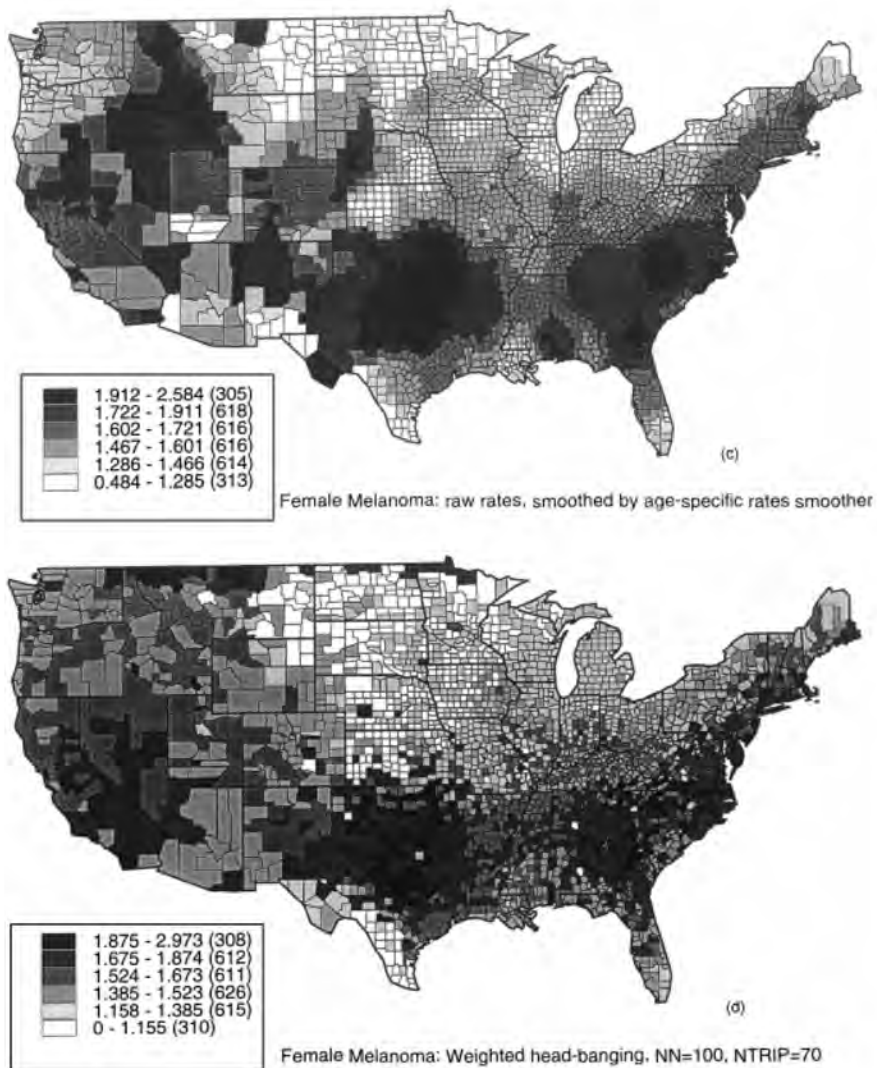 1.912 - 2.584 (305)
1.722 - 1.911 (618)
1.602 - 1.721 (616)
1.467 - 1.601 (616)
1.286 - 1.466 (614)
0.484 - 1.285 (313)
(c)
Female Melanoma: raw rates, smoothed by age-specific rates smoother
1.875 - 2.973 (308)
1.675 - 1.874 (612)
1.524 - 1.673 (611)
1.385 - 1.523 (626)
1.158 - 1.385 (615)
0 - 1.155 (310)
(d)
Female Melanoma: Weighted head-banging, NN=100, NTRIP=70